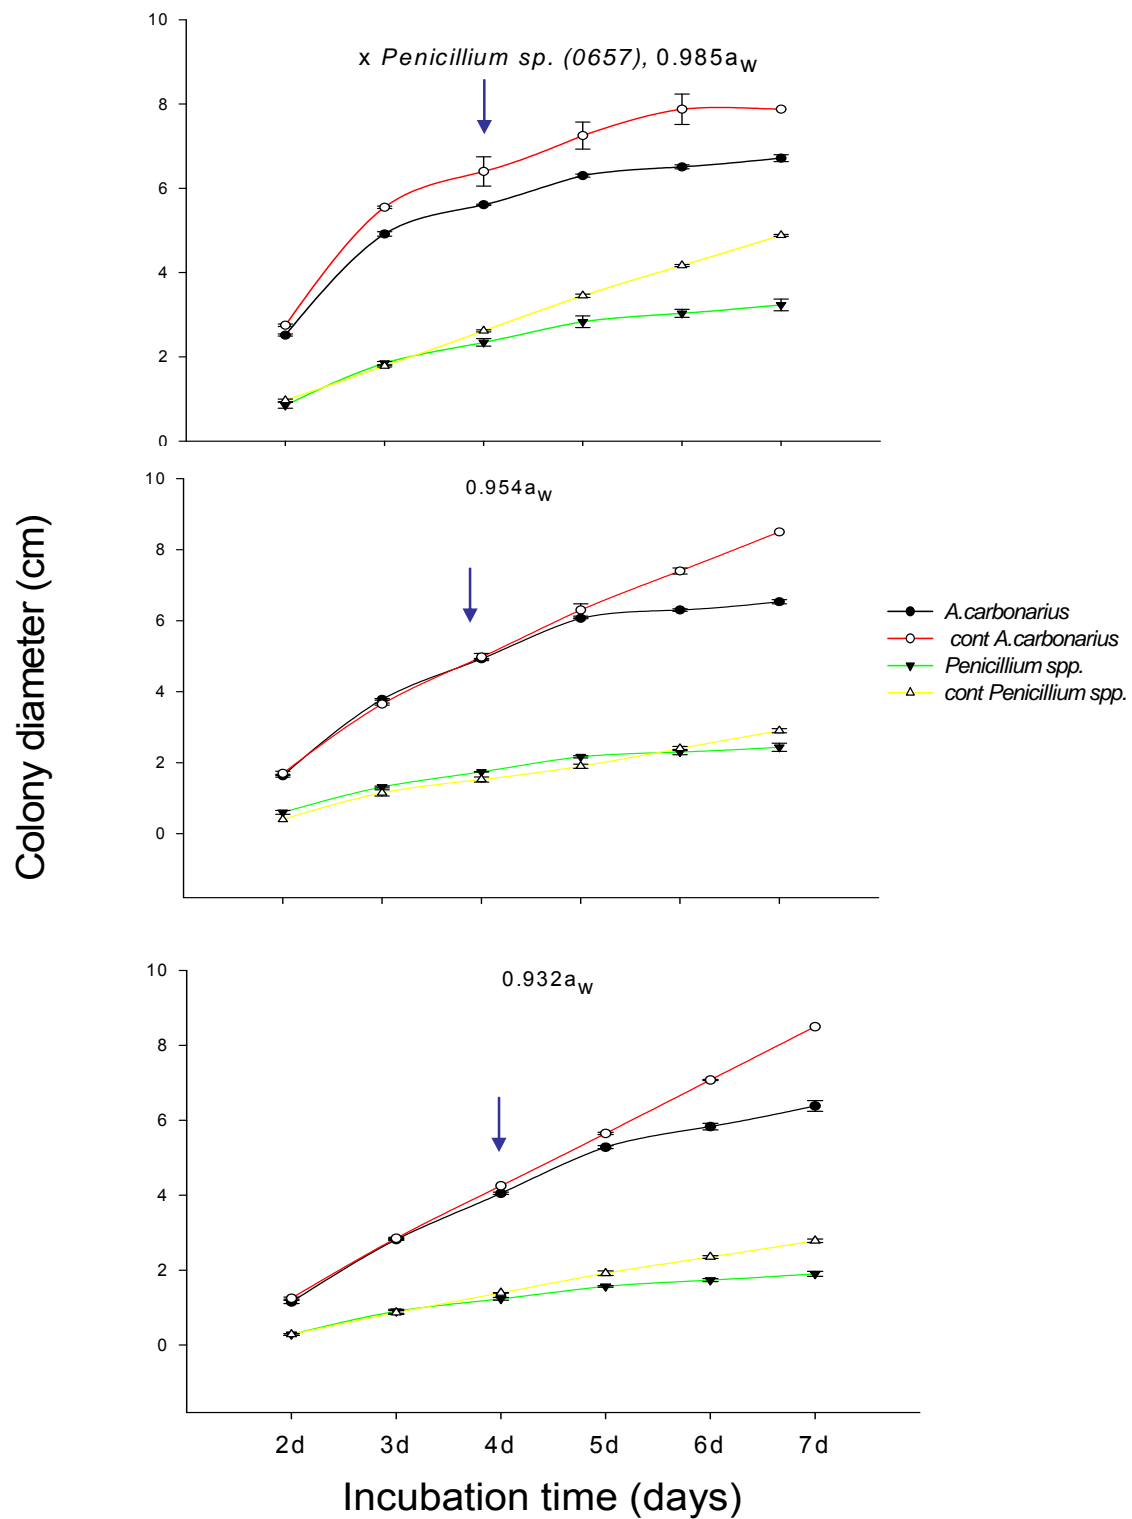 x Penicillium sp. (0657), 0.985aw
10
8
6
4
2
0
0.954aw
10
8
6
4
2
0
Colony diameter (cm)
A.carbonarius
cont A.carbonarius
Penicillium spp.
cont Penicillium spp.
0.932aw
10
8
6
4
2
0
2d 3d 4d 5d 6d 7d
Incubation time (days)